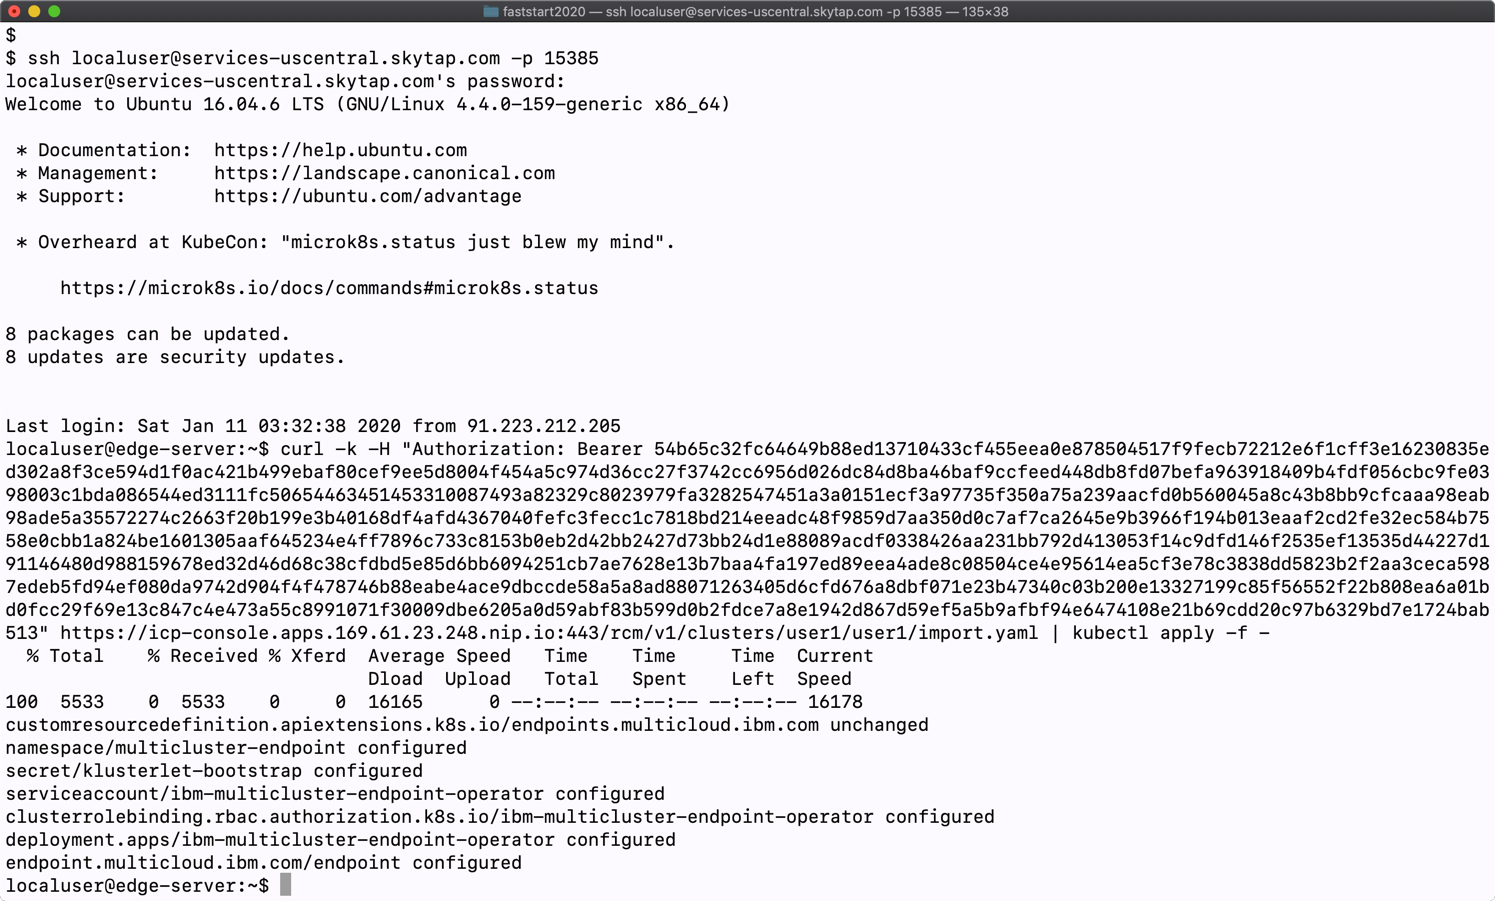 faststart2020 — ssh localuser@services-uscentral.skytap.com -p 15385 — 135×38
$
$ ssh localuser@services-uscentral.skytap.com -p 15385
localuser@services-uscentral.skytap.com's password:
Welcome to Ubuntu 16.04.6 LTS (GNU/Linux 4.4.0-159-generic x86_64)
* Documentation:  https://help.ubuntu.com
* Management:     https://landscape.canonical.com
* Support:        https://ubuntu.com/advantage
* Overheard at KubeCon: "microk8s.status just blew my mind".
https://microk8s.io/docs/commands#microk8s.status
8 packages can be updated.
8 updates are security updates.
Last login: Sat Jan 11 03:32:38 2020 from 91.223.212.205
localuser@edge-server:~$ curl -k -H "Authorization: Bearer 54b65c32fc64649b88ed13710433cf455eea0e878504517f9fecb72212e6f1cff3e16230835e
d302a8f3ce594d1f0ac421b499ebaf80cef9ee5d8004f454a5c974d36cc27f3742cc6956d026dc84d8ba46baf9ccfeed448db8fd07befa963918409b4fdf056cbc9fe03
98003c1bda086544ed3111fc50654463451453310087493a82329c8023979fa3282547451a3a0151ecf3a97735f350a75a239aacfd0b560045a8c43b8bb9cfcaaa98eab
98ade5a35572274c2663f20b199e3b40168df4afd4367040fefc3fecc1c7818bd214eeadc48f9859d7aa350d0c7af7ca2645e9b3966f194b013eaaf2cd2fe32ec584b75
58e0cbb1a824be1601305aaf645234e4ff7896c733c8153b0eb2d42bb2427d73bb24d1e88089acdf0338426aa231bb792d413053f14c9dfd146f2535ef13535d44227d1
91146480d988159678ed32d46d68c38cfdbd5e85d6bb6094251cb7ae7628e13b7baa4fa197ed89eea4ade8c08504ce4e95614ea5cf3e78c3838dd5823b2f2aa3ceca598
7edeb5fd94ef080da9742d904f4f478746b88eabe4ace9dbccde58a5a8ad88071263405d6cfd676a8dbf071e23b47340c03b200e13327199c85f56552f22b808ea6a01b
d0fcc29f69e13c847c4e473a55c8991071f30009dbe6205a0d59abf83b599d0b2fdce7a8e1942d867d59ef5a5b9afbf94e6474108e21b69cdd20c97b6329bd7e1724bab
513" https://icp-console.apps.169.61.23.248.nip.io:443/rcm/v1/clusters/user1/user1/import.yaml | kubectl apply -f -
% Total    % Received % Xferd  Average Speed   Time    Time     Time  Current
Dload  Upload   Total   Spent    Left  Speed
100  5533    0  5533    0     0  16165      0 --:--:-- --:--:-- --:--:-- 16178
customresourcedefinition.apiextensions.k8s.io/endpoints.multicloud.ibm.com unchanged
namespace/multicluster-endpoint configured
secret/klusterlet-bootstrap configured
serviceaccount/ibm-multicluster-endpoint-operator configured
clusterrolebinding.rbac.authorization.k8s.io/ibm-multicluster-endpoint-operator configured
deployment.apps/ibm-multicluster-endpoint-operator configured
endpoint.multicloud.ibm.com/endpoint configured
localuser@edge-server:~$